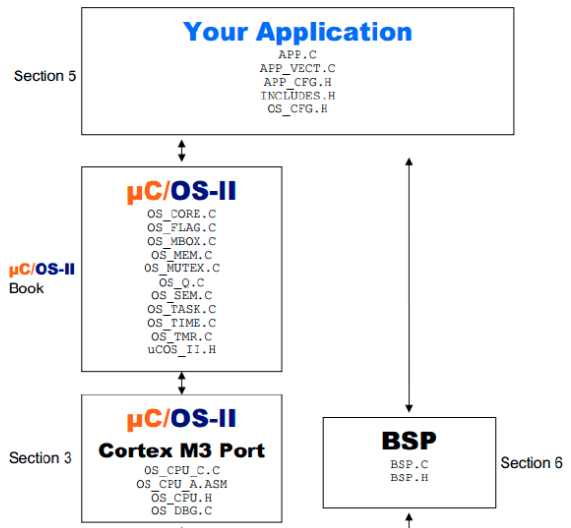 Your Application
APP.C
APP_VECT.C
APP_CFG.H
INCLUDES.H
OS_CFG.H
Section 5
µC/OS-II
OS_CORE.C
OS_FLAG.C
OS_MBOX.C
OS_MEM.C
OS_MUTEX.C
OS_Q.C
OS_SEM.C
OS_TASK.C
OS_TIME.C
OS_TMR.C
uCOS_II.H
µC/OS-II
Book
µC/OS-II
Cortex M3 Port
OS_CPU_C.C
OS_CPU_A.ASM
OS_CPU.H
OS_DBG.C
Section 3
BSP
BSP.C
BSP.H
Section 6